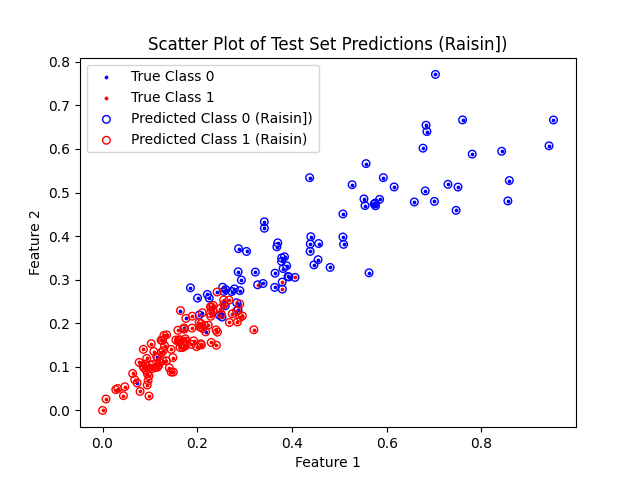 Scatter Plot of Test Set Predictions (Raisin])
True Class 0
True Class 1
Predicted Class 0 (Raisin])
Predicted Class 1 (Raisin)
0.8
0.7
0.6
0.5
0.4
0.3
0.2
0.1
0.0
Feature 2
0.0 0.2 0.4 0.6 0.8
Feature 1